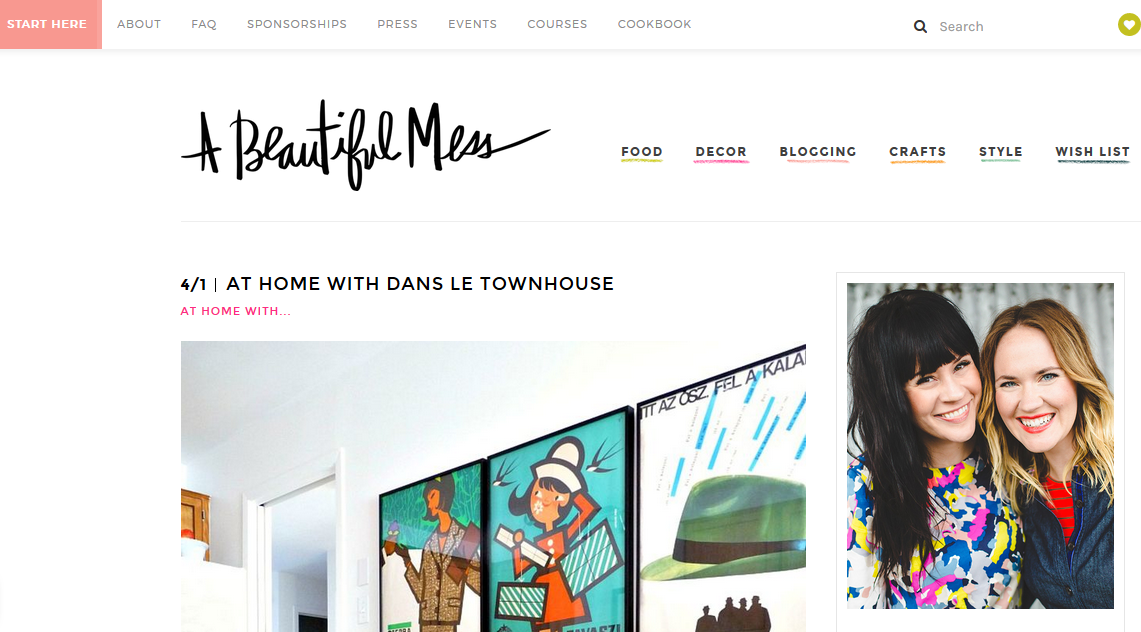 START HERE ABOUT FAQ SPONSORSHIPS PRESS EVENTS COURSES COOKBOOK Search
A Beautiful Mess
FOOD DECOR BLOGGING CRAFTS STYLE WISH LIST
4/1 | AT HOME WITH DANS LE TOWNHOUSE
AT HOME WITH...
ITT AZ ŐSZ. FEL A KALA